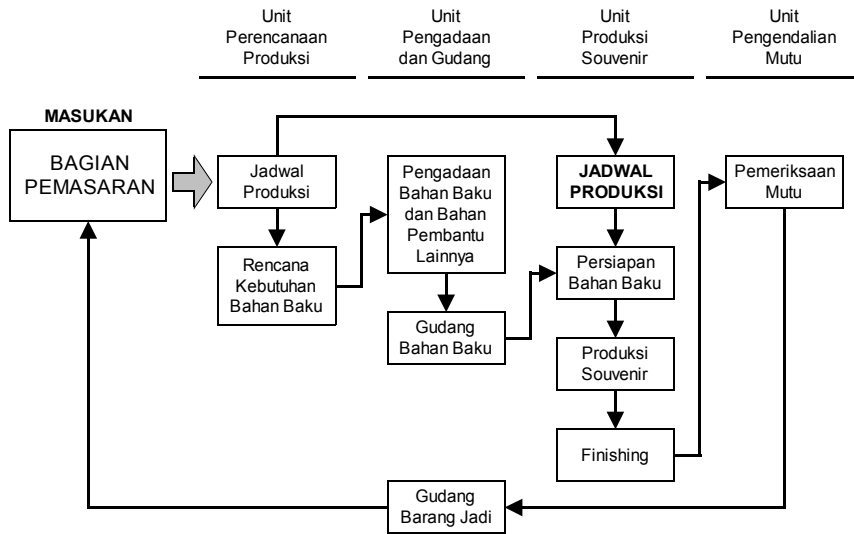 Unit
Perencanaan
Produksi
Unit
Pengadaan
dan Gudang
Unit
Produksi
Souvenir
Unit
Pengendalian
Mutu
MASUKAN
BAGIAN
PEMASARAN
Jadwal
Produksi
Rencana
Kebutuhan
Bahan Baku
Pengadaan
Bahan Baku
dan Bahan
Pembantu
Lainnya
Gudang
Bahan Baku
JADWAL
PRODUKSI
Persiapan
Bahan Baku
Produksi
Souvenir
Finishing
Pemeriksaan
Mutu
Gudang
Barang Jadi